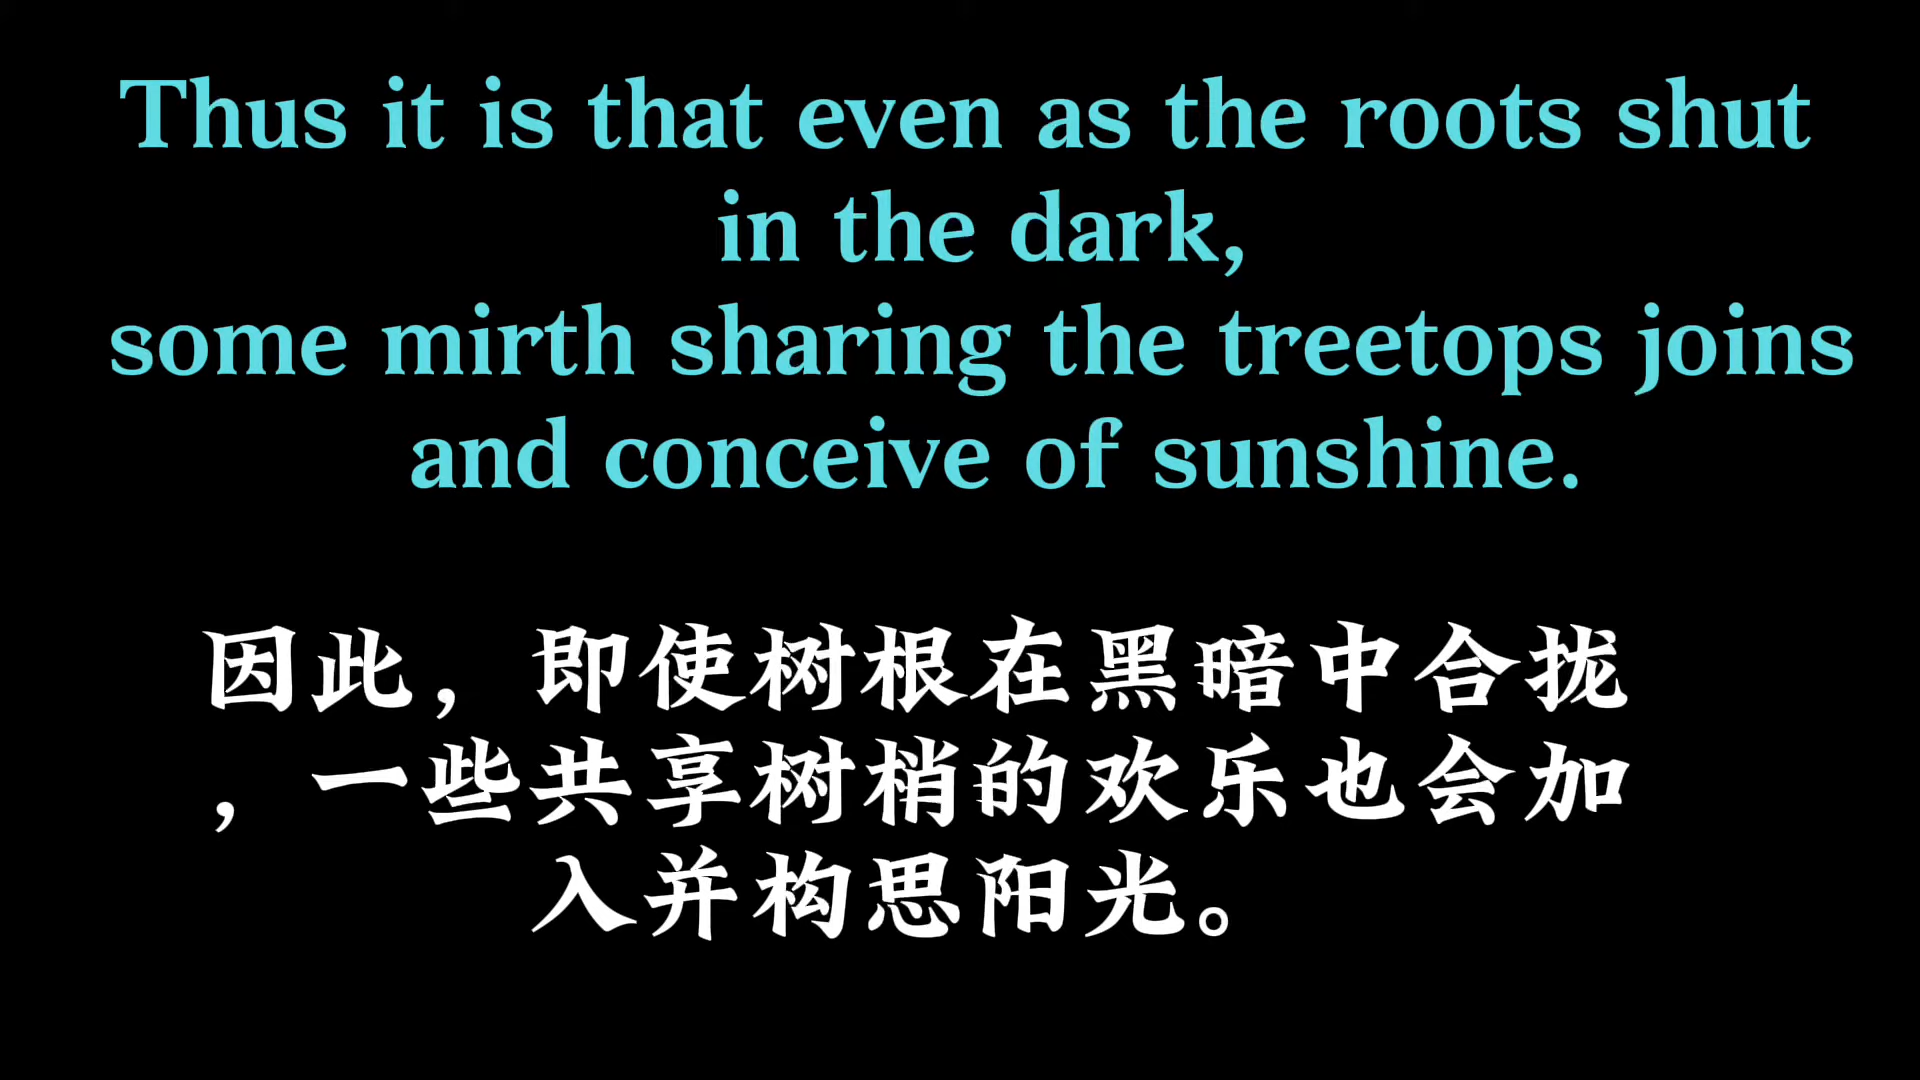 Thus it is that even as the roots shut
in the dark,
some mirth sharing the treetops joins
and conceive of sunshine.
因此，即使树根在黑暗中合拢
，一些共享树梢的欢乐也会加
入并构思阳光。